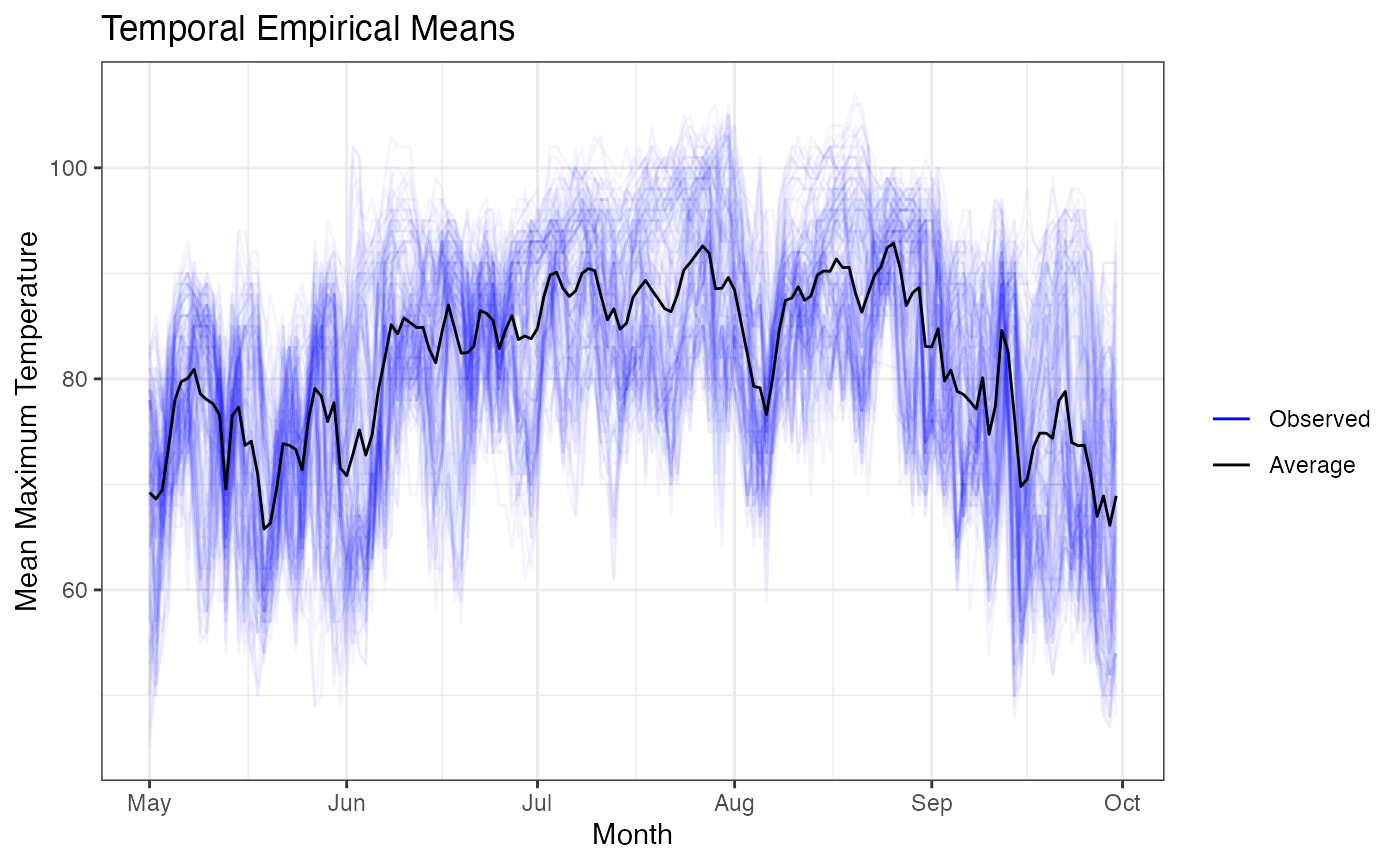 Temporal Empirical Means
Mean Maximum Temperature
100
80
60
May Jun Jul Aug Sep Oct
Month
Observed
Average